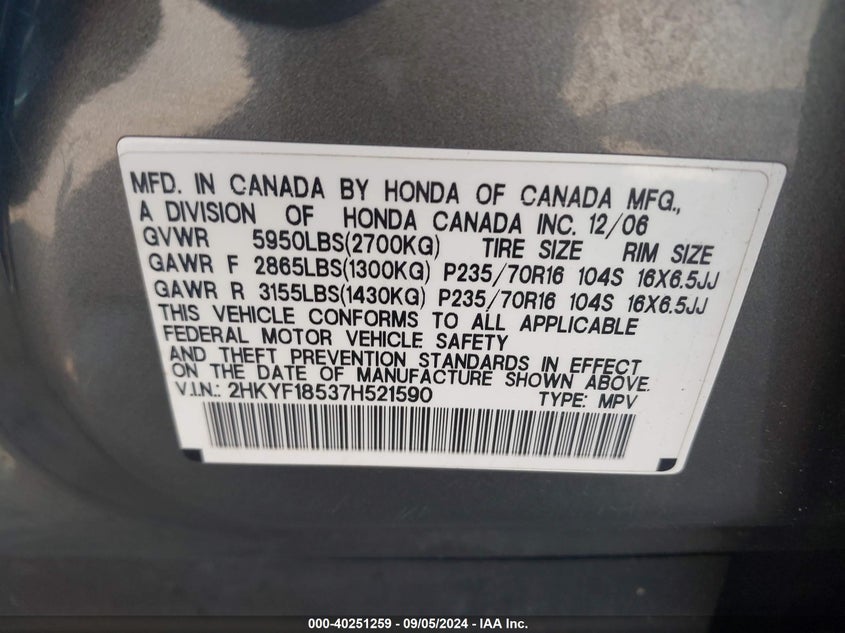 MFD. IN CANADA BY HONDA OF CANADA MFG.,
A DIVISION OF HONDA CANADA INC. 12/06
GVWR 5950LBS(2700KG) TIRE SIZE RIM SIZE
GAWR F 2865LBS(1300KG) P235/70R16 104S 16X6.5JJ
GAWR R 3155LBS(1430KG) P235/70R16 104S 16X6.5JJ
THIS VEHICLE CONFORMS TO ALL APPLICABLE
FEDERAL MOTOR VEHICLE SAFETY
AND THEFT PREVENTION STANDARDS IN EFFECT
ON THE DATE OF MANUFACTURE SHOWN ABOVE.
V.I.N.: 2HKYF18537H521590 TYPE: MPV
000-40251259 - 09/05/2024 - IAA Inc.